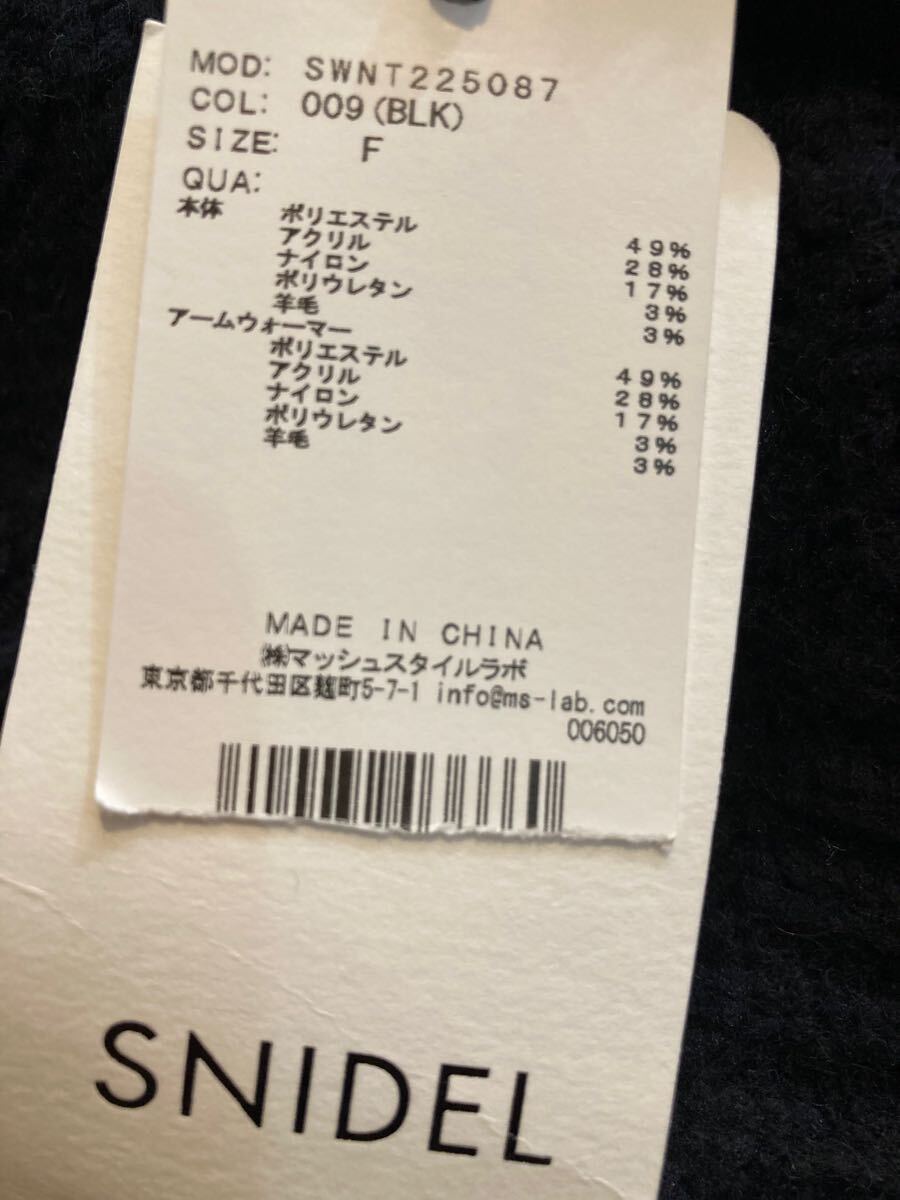 MOD: SWNT225087
COL: 009(BLK)
SIZE: F
QUA:
本体 ポリエステル 49%
アクリル 28%
ナイロン 17%
ポリウレタン 3%
羊毛 3%
アームウォーマー
ポリエステル 49%
アクリル 28%
ナイロン 17%
ポリウレタン 3%
羊毛 3%
MADE IN CHINA
㈱マッシュスタイルラボ
東京都千代田区麹町5-7-1 info@ms-lab.com
006050
SNIDEL